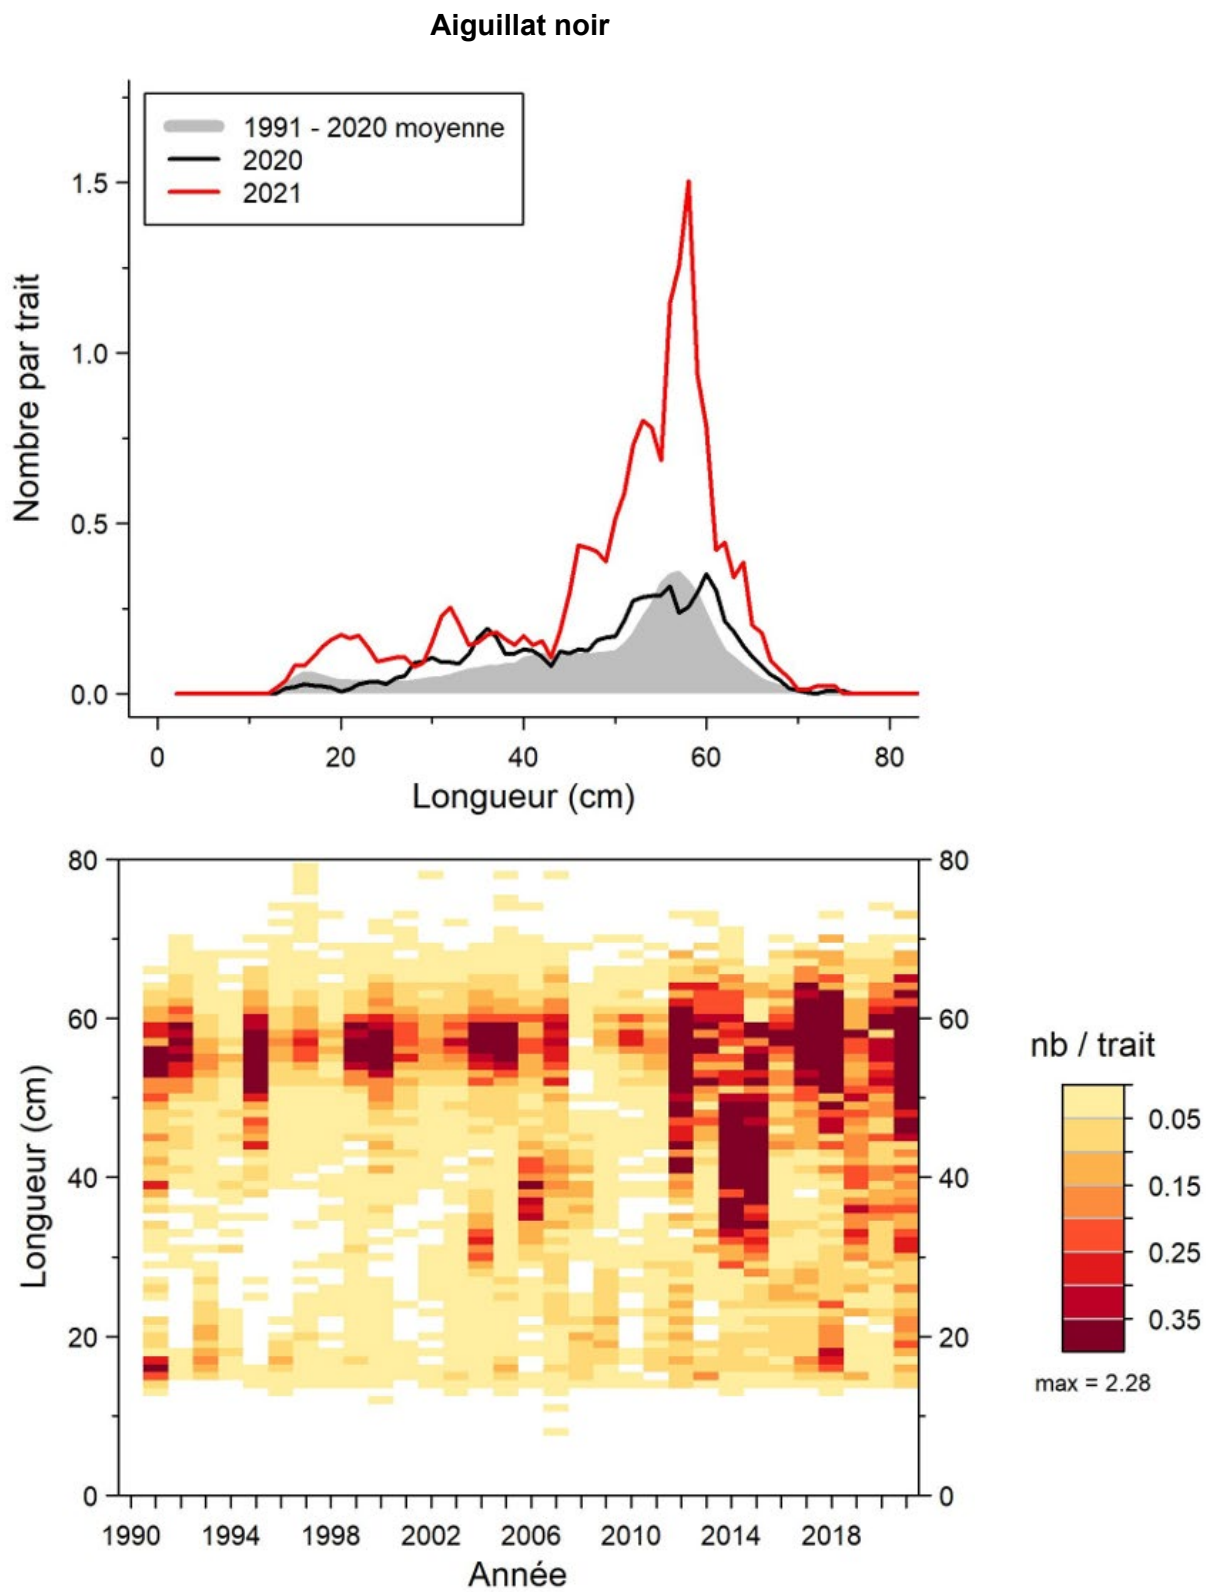 Aiguillat noir
1991 - 2020 moyenne
2020
2021
Nombre par trait
1.5
1.0
0.5
0.0
0 20 40 60 80
Longueur (cm)
80 80
60 60
40 40
20 20
0 0
Longueur (cm)
1990 1994 1998 2002 2006 2010 2014 2018
Année
nb / trait
0.05
0.15
0.25
0.35
max = 2.28